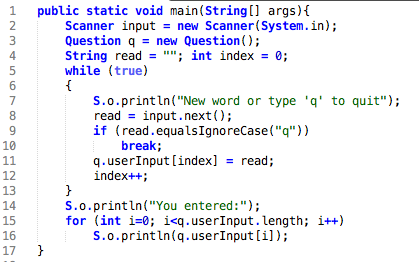 1 public static void main(String[] args){
2 Scanner input = new Scanner(System.in);
3 Question q = new Question();
4 String read = ""; int index = 0;
5 while (true)
6 {
7 S.o.println("New word or type 'q' to quit");
8 read = input.next();
9 if (read.equalsIgnoreCase("q"))
10 break;
11 q.userInput[index] = read;
12 index++;
13 }
14 S.o.println("You entered:");
15 for (int i=0; i<q.userInput.length; i++)
16 S.o.println(q.userInput[i]);
17 }